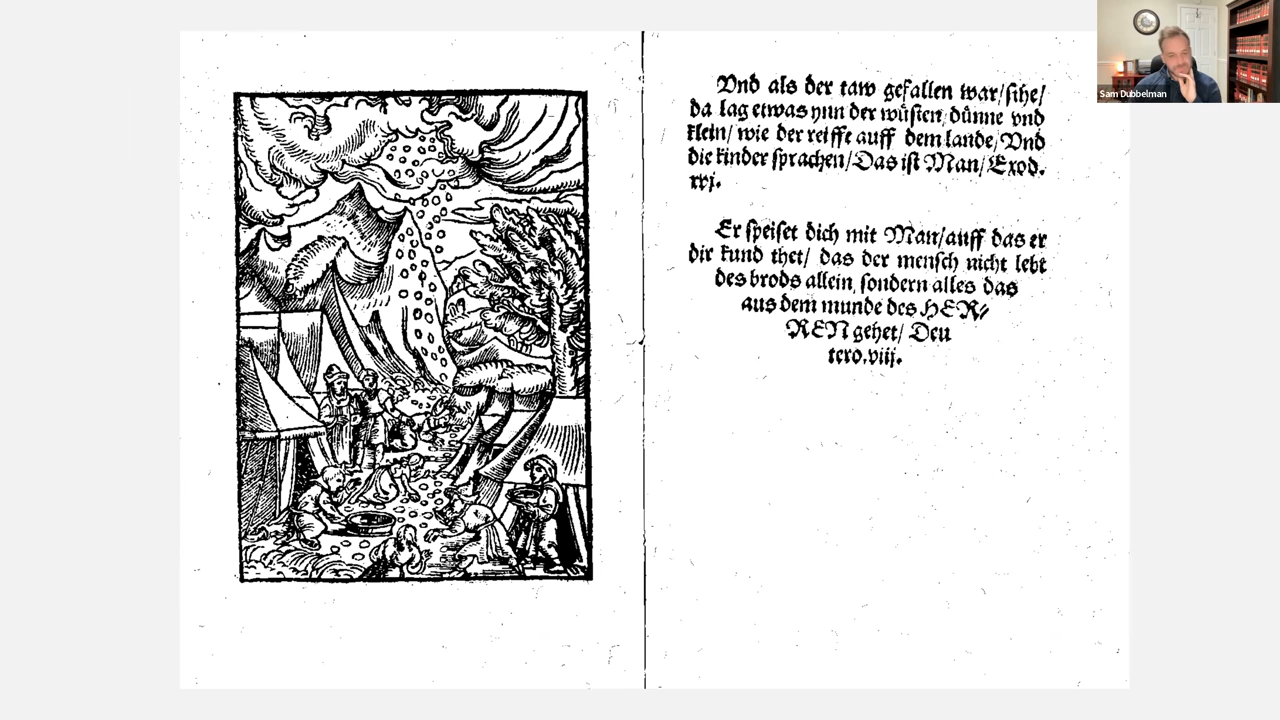 Vnd als der taw gefallen war/sihe/
da lag etwas ynn der wüsten/dünne vnd
klein/ wie der reiffe auff dem lande/Vnd
die kinder sprachen/Das ist Man/Exod.
xvj.
Er speiset dich mit Man/auff das er
dir kund thet/ das der mensch nicht lebt
des brods allein, sondern alles das
aus dem munde des HER-
REN gehet/ Deu
tero.viij.
Sam Dubbelman